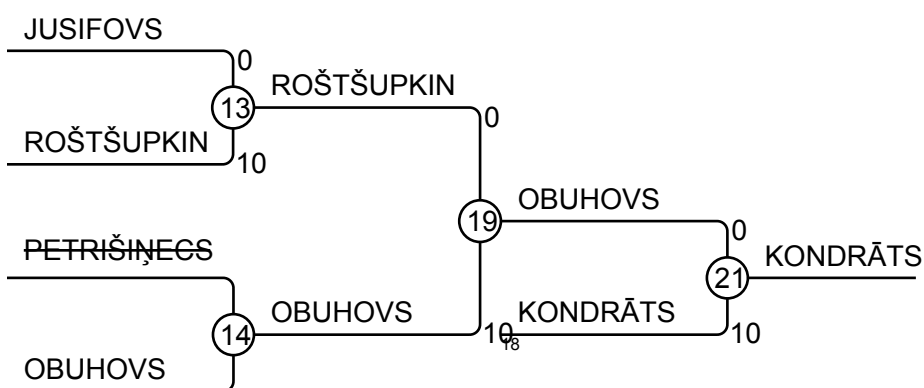 JUSIFOVS
0
13
ROŠTŠUPKIN
0
ROŠTŠUPKIN
10
19
OBUHOVS
0
PETRIŠIŅECS
21
KONDRĀTS
14
OBUHOVS
10
18
KONDRĀTS
10
OBUHOVS